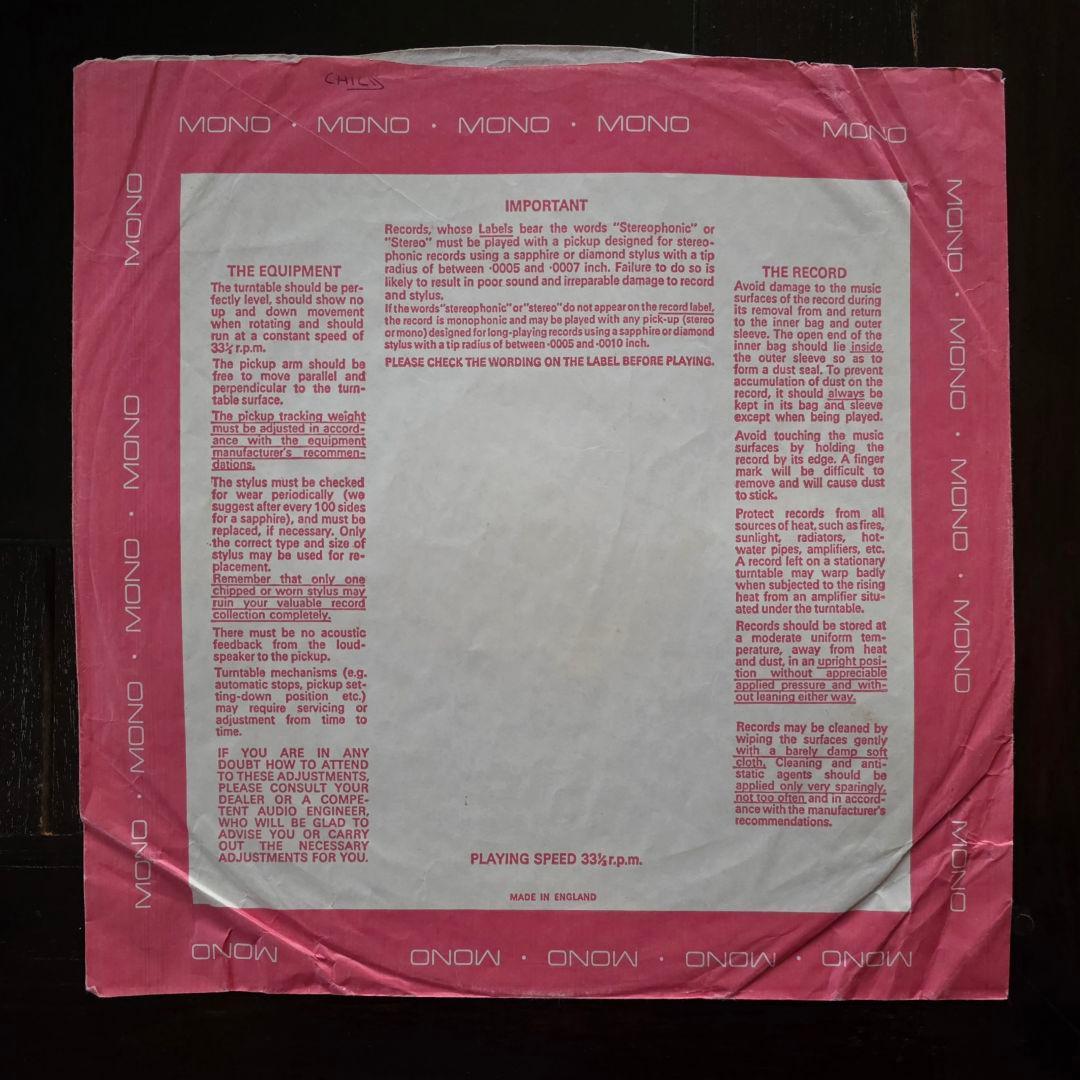 CHICK
MONO · MONO · MONO · MONO
MONO
MONO
MONO · MONO · MONO · MONO
MONO
IMPORTANT
Records, whose Labels bear the words "Stereophonic" or
"Stereo" must be played with a pickup designed for stereo-
phonic records using a sapphire or diamond stylus with a tip
radius of between ·0005 and ·0007 inch. Failure to do so is
likely to result in poor sound and irreparable damage to record
and stylus.
If the words "stereophonic" or "stereo" do not appear on the record label,
the record is monophonic and may be played with any pick-up (stereo
or mono) designed for long-playing records using a sapphire or diamond
stylus with a tip radius of between ·0005 and ·0010 inch.
PLEASE CHECK THE WORDING ON THE LABEL BEFORE PLAYING.
THE EQUIPMENT
The turntable should be per-
fectly level, should show no
up and down movement
when rotating and should
run at a constant speed of
33⅓ r.p.m.
The pickup arm should be
free to move parallel and
perpendicular to the turn-
table surface.
The pickup tracking weight
must be adjusted in accord-
ance with the equipment
manufacturer's recommen-
dations.
The stylus must be checked
for wear periodically (we
suggest after every 100 sides
for a sapphire), and must be
replaced, if necessary. Only
the correct type and size of
stylus may be used for re-
placement.
Remember that only one
chipped or worn stylus may
ruin your valuable record
collection completely.
There must be no acoustic
feedback from the loud-
speaker to the pickup.
Turntable mechanisms (e.g.
automatic stops, pickup set-
ting-down position etc.)
may require servicing or
adjustment from time to
time.
IF YOU ARE IN ANY
DOUBT HOW TO ATTEND
TO THESE ADJUSTMENTS,
PLEASE CONSULT YOUR
DEALER OR A COMPE-
TENT AUDIO ENGINEER,
WHO WILL BE GLAD TO
ADVISE YOU OR CARRY
OUT THE NECESSARY
ADJUSTMENTS FOR YOU.
THE RECORD
Avoid damage to the music
surfaces of the record during
its removal from and return
to the inner bag and outer
sleeve. The open end of the
inner bag should lie inside
the outer sleeve so as to
form a dust seal. To prevent
accumulation of dust on the
record, it should always be
kept in its bag and sleeve
except when being played.
Avoid touching the music
surfaces by holding the
record by its edge. A finger
mark will be difficult to
remove and will cause dust
to stick.
Protect records from all
sources of heat, such as fires,
sunlight, radiators, hot-
water pipes, amplifiers, etc.
A record left on a stationary
turntable may warp badly
when subjected to the rising
heat from an amplifier situ-
ated under the turntable.
Records should be stored at
a moderate uniform tem-
perature, away from heat
and dust, in an upright posi-
tion without appreciable
applied pressure and with-
out leaning either way.
Records may be cleaned by
wiping the surfaces gently
with a barely damp soft
cloth. Cleaning and anti-
static agents should be
applied only very sparingly,
not too often and in accord-
ance with the manufacturer's
recommendations.
PLAYING SPEED 33⅓ r.p.m.
MADE IN ENGLAND
MONO · MONO · MONO · MONO
MONO
MONO
MONO · MONO · MONO · MONO